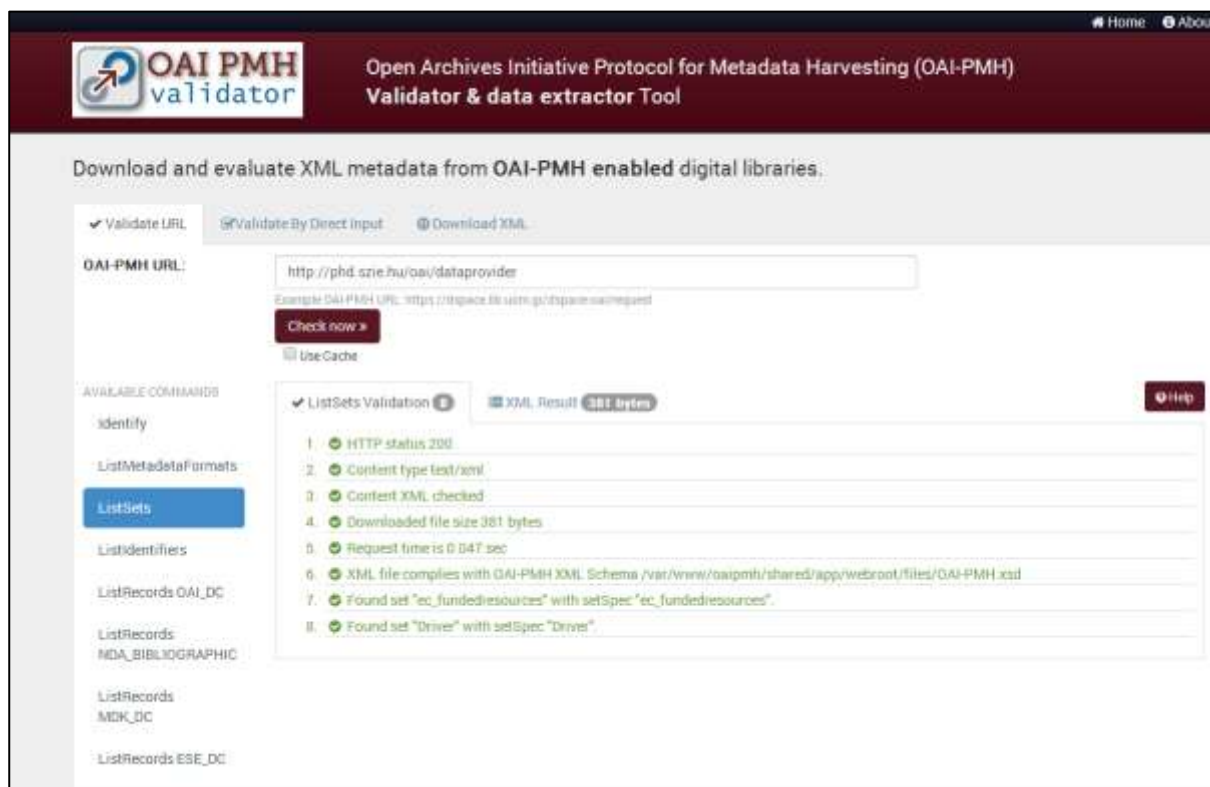 Home Abou
OAI PMH
validator
Open Archives Initiative Protocol for Metadata Harvesting (OAI-PMH)
Validator & data extractor Tool
Download and evaluate XML metadata from OAI-PMH enabled digital libraries.
Validate URL Validate By Direct Input Download XML
OAI-PMH URL:
http://phd.szie.hu/oai/dataprovider
Example OAI-PMH URL:
Check now »
Use Cache
AVAILABLE COMMANDS
Identify
ListMetadataFormats
ListSets
ListIdentifiers
ListRecords OAI_DC
ListRecords
NDA_BIBLIOGRAPHIC
ListRecords
MDK_DC
ListRecords ESE_DC
ListSets Validation 8 XML Result 381 bytes
Help
1. HTTP status 200
2. Content type text/xml
3. Content XML checked
4. Downloaded file size 381 bytes
5. Request time is 0.047 sec
6. XML file complies with OAI-PMH XML Schema /var/www/oaipmh/shared/app/webroot/files/OAI-PMH.xsd
7. Found set "ec_fundedresources" with setSpec "ec_fundedresources".
8. Found set "Driver" with setSpec "Driver".